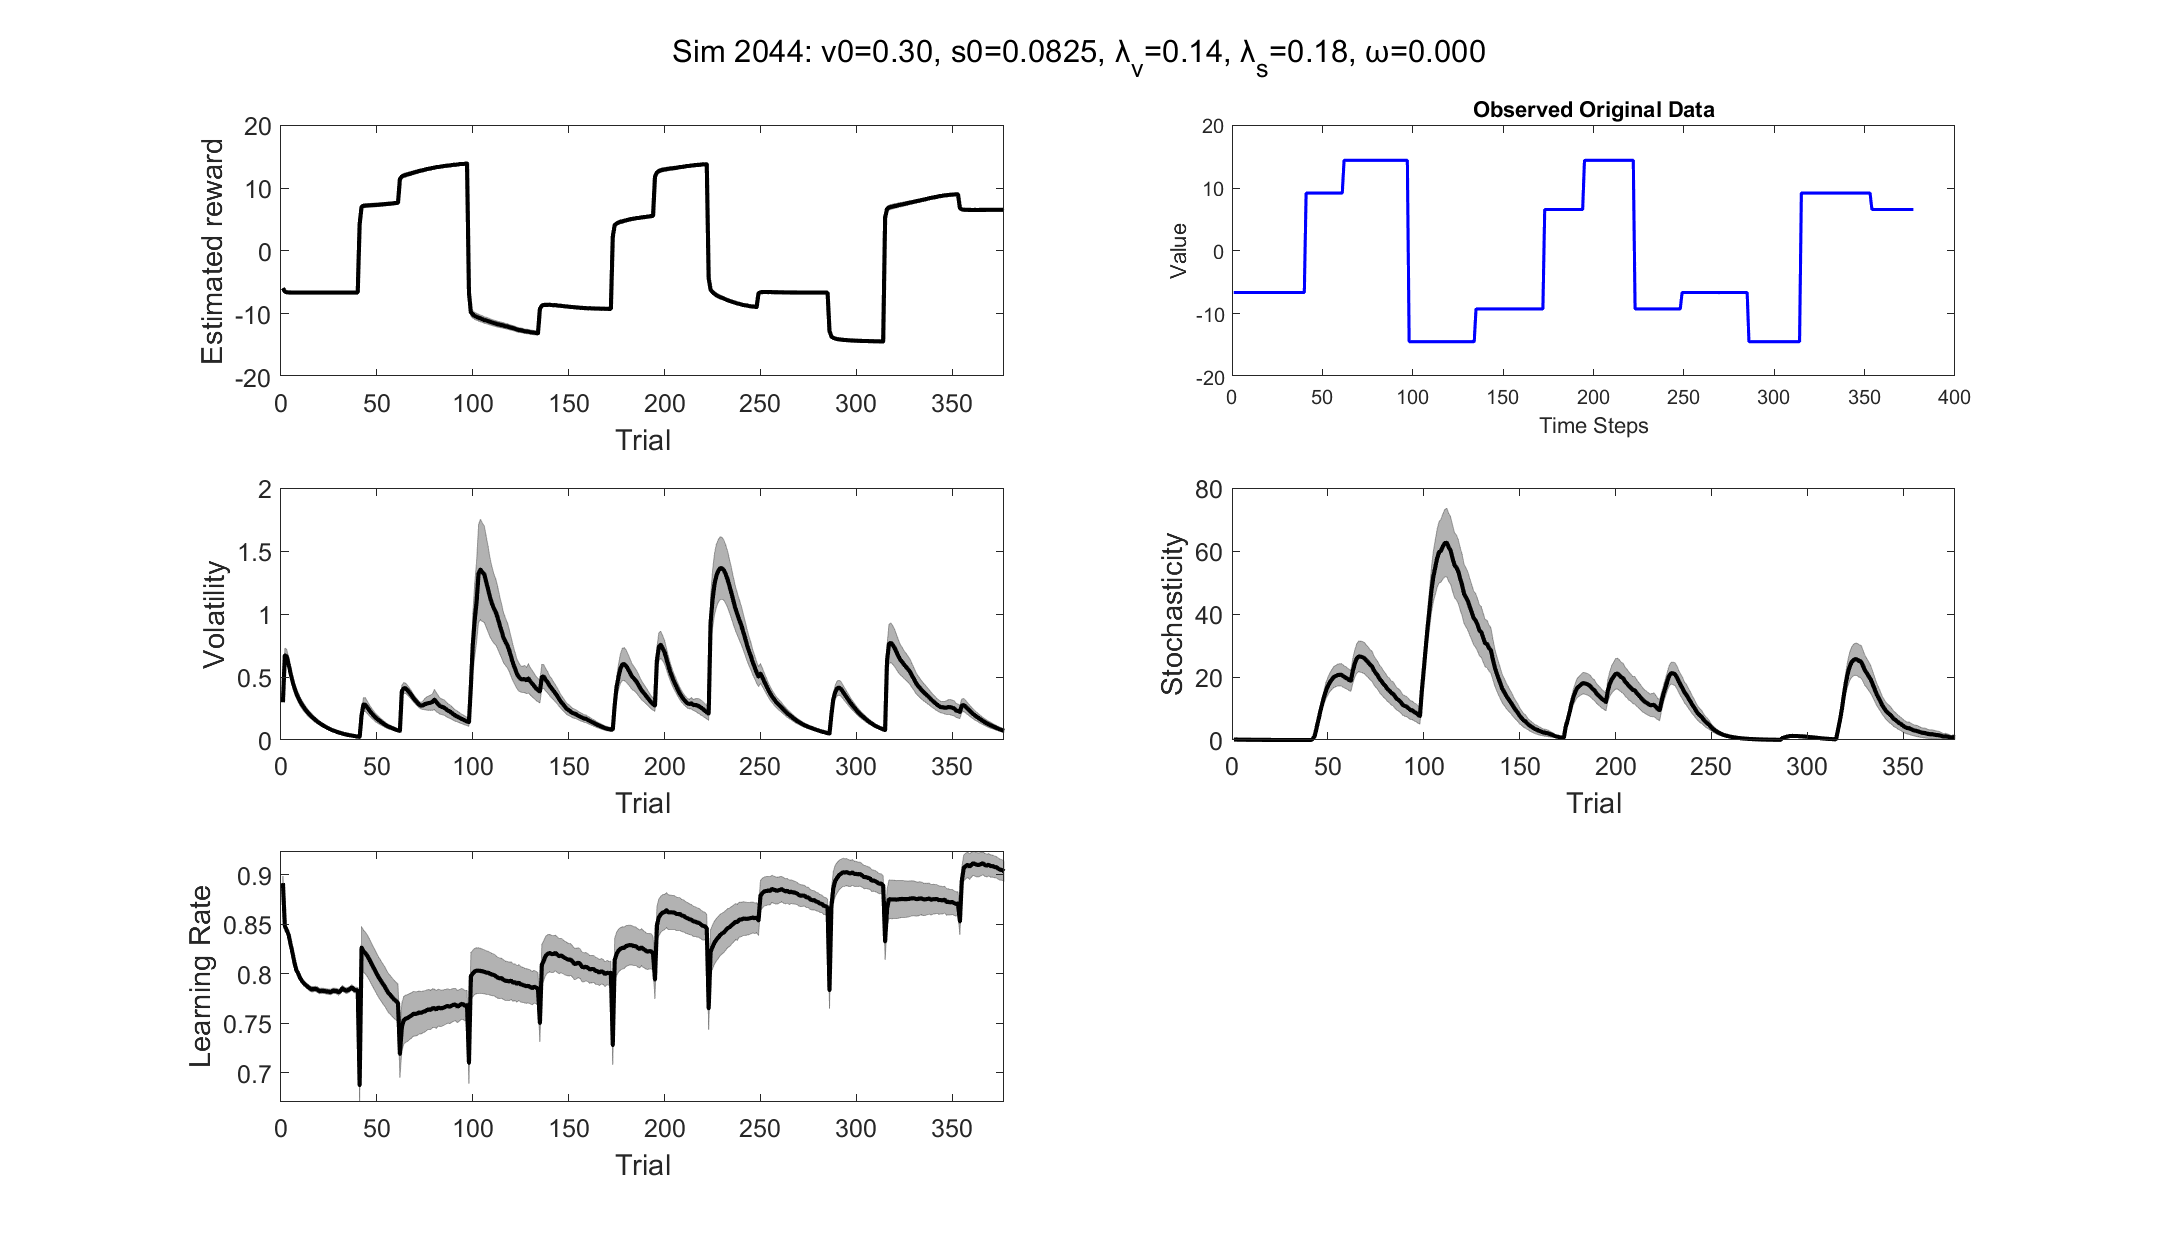 Sim 2044: v0=0.30, s0=0.0825, λ_v=0.14, λ_s=0.18, ω=0.000
Estimated reward
20
10
0
-10
-20
0 50 100 150 200 250 300 350
Trial
Observed Original Data
Value
20
10
0
-10
-20
0 50 100 150 200 250 300 350 400
Time Steps
Volatility
2
1.5
1
0.5
0
0 50 100 150 200 250 300 350
Trial
Stochasticity
80
60
40
20
0
0 50 100 150 200 250 300 350
Trial
Learning Rate
0.9
0.85
0.8
0.75
0.7
0 50 100 150 200 250 300 350
Trial